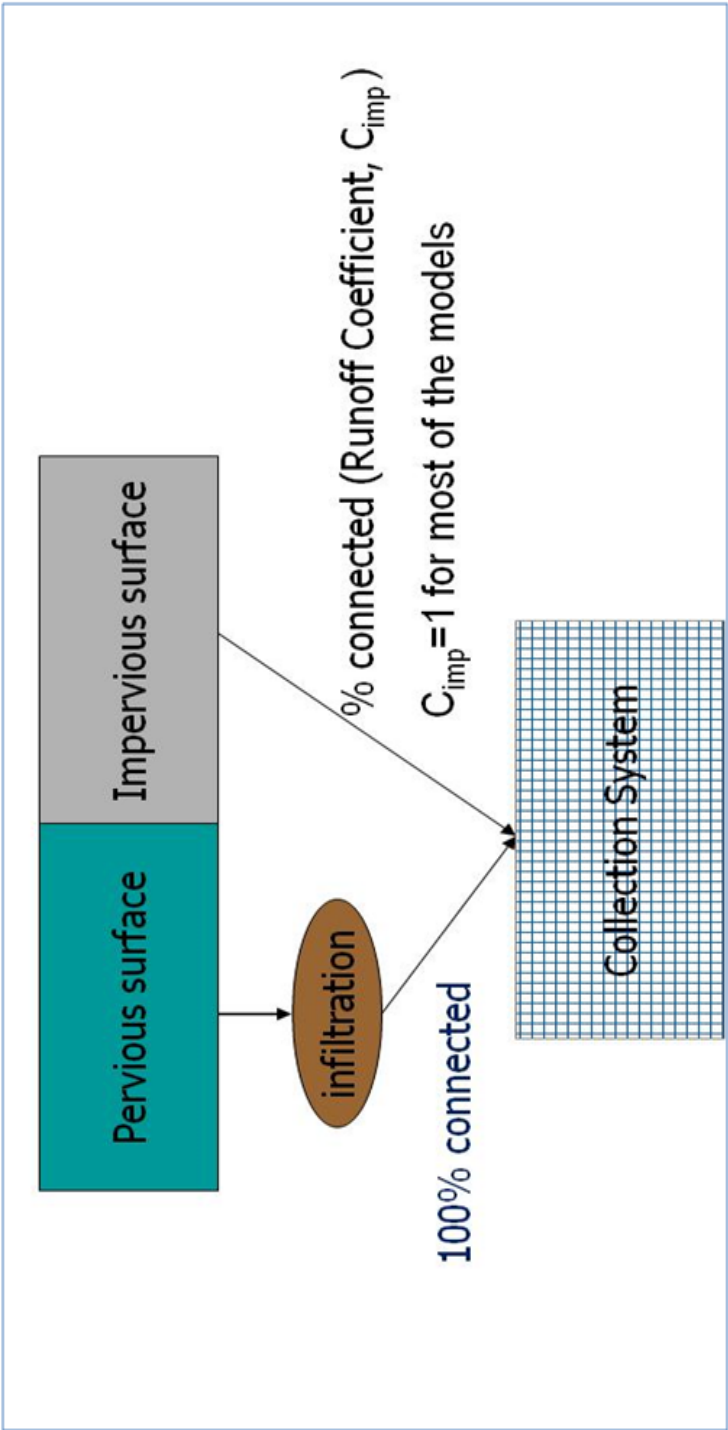 Pervious surface
Impervious surface
infiltration
% connected (Runoff Coefficient, Cimp)
Cimp=1 for most of the models
100% connected
Collection System